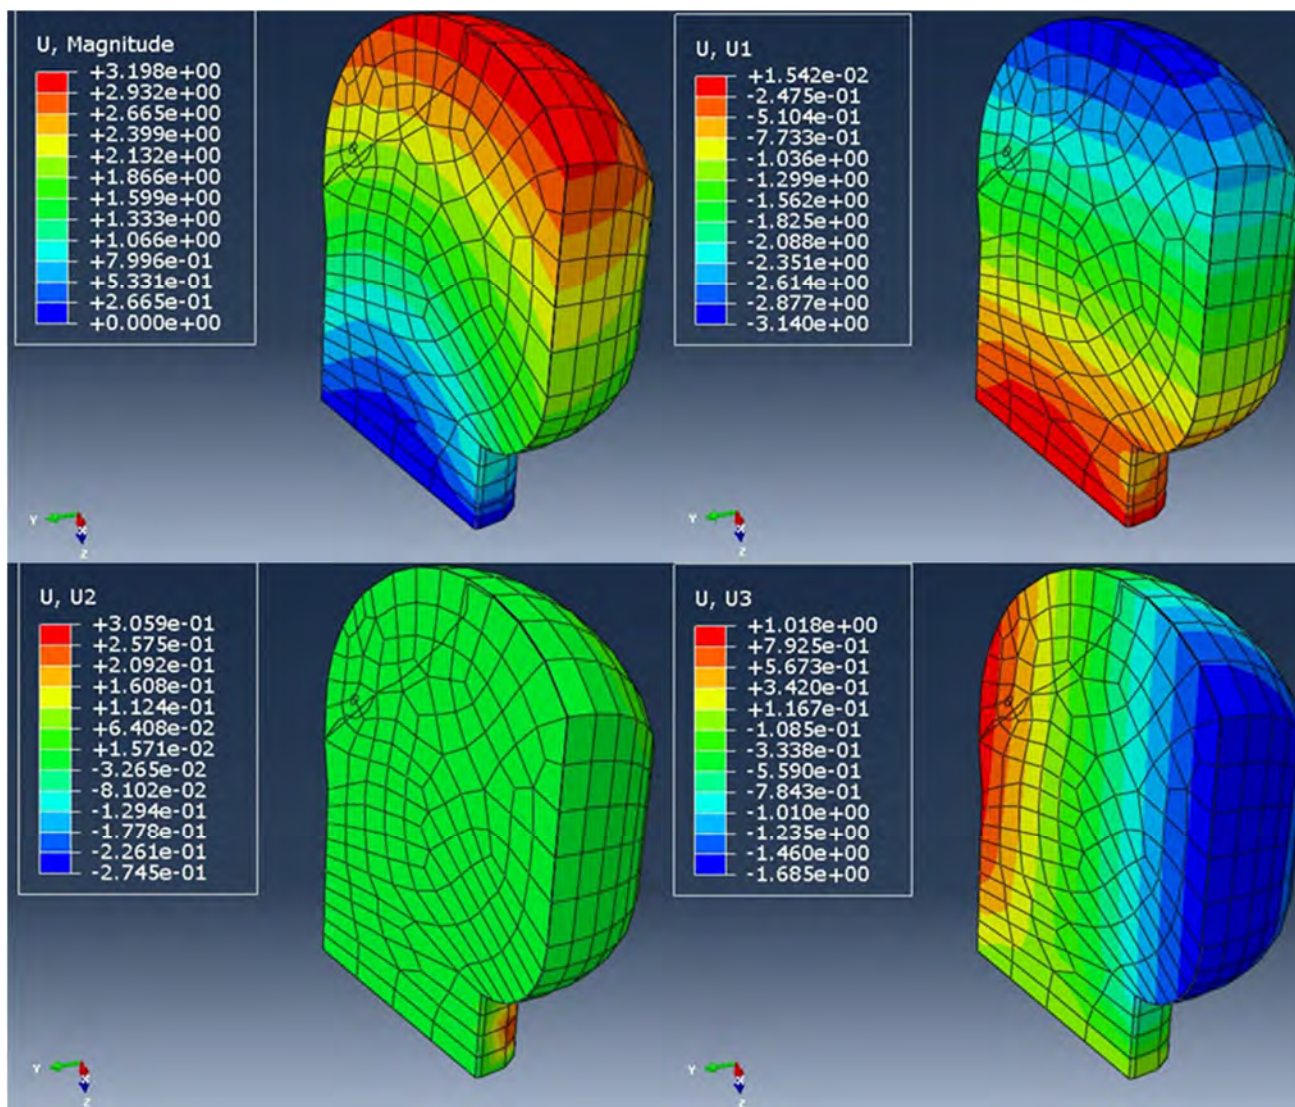 U, Magnitude
+3.198e+00
+2.932e+00
+2.665e+00
+2.399e+00
+2.132e+00
+1.866e+00
+1.599e+00
+1.333e+00
+1.066e+00
+7.996e-01
+5.331e-01
+2.665e-01
+0.000e+00
Y
X
Z
U, U1
+1.542e-02
-2.475e-01
-5.104e-01
-7.733e-01
-1.036e+00
-1.299e+00
-1.562e+00
-1.825e+00
-2.088e+00
-2.351e+00
-2.614e+00
-2.877e+00
-3.140e+00
Y
X
Z
U, U2
+3.059e-01
+2.575e-01
+2.092e-01
+1.608e-01
+1.124e-01
+6.408e-02
+1.571e-02
-3.265e-02
-8.102e-02
-1.294e-01
-1.778e-01
-2.261e-01
-2.745e-01
Y
X
Z
U, U3
+1.018e+00
+7.925e-01
+5.673e-01
+3.420e-01
+1.167e-01
-1.085e-01
-3.338e-01
-5.590e-01
-7.843e-01
-1.010e+00
-1.235e+00
-1.460e+00
-1.685e+00
Y
X
Z